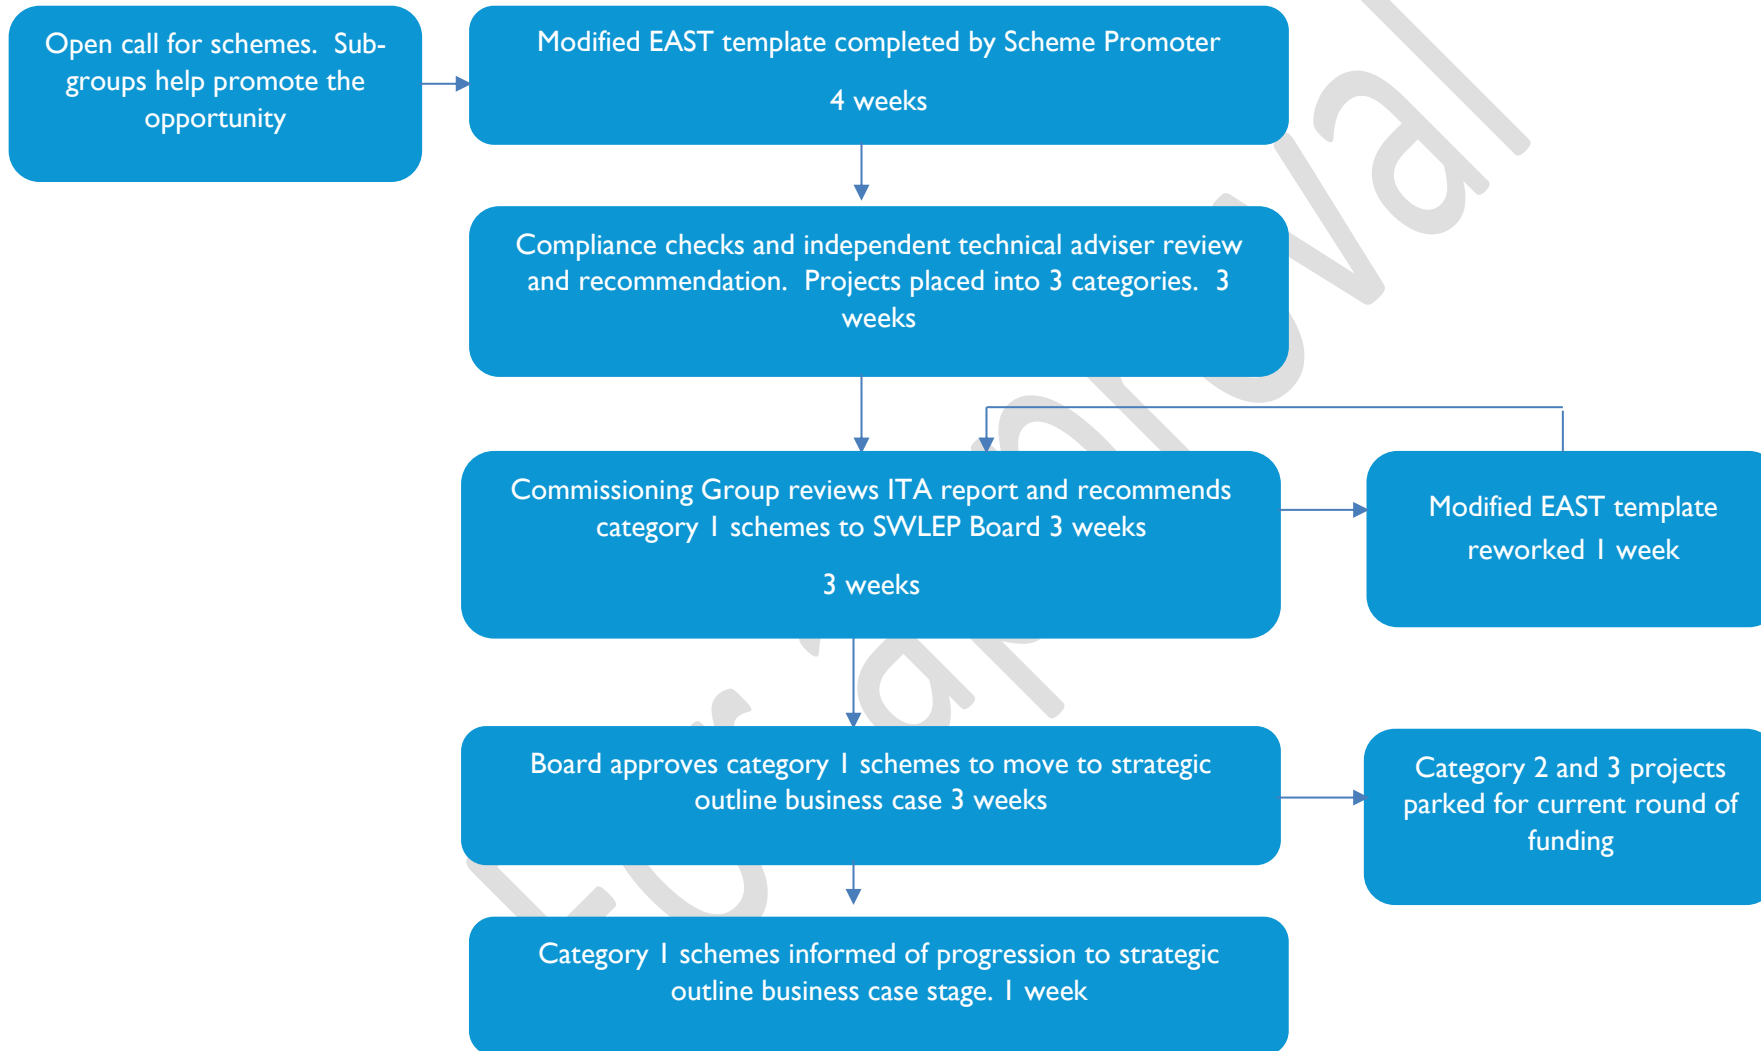 Open call for schemes.  Sub-
groups help promote the
opportunity
Modified EAST template completed by Scheme Promoter
4 weeks
Compliance checks and independent technical adviser review
and recommendation.  Projects placed into 3 categories.  3
weeks
Commissioning Group reviews ITA report and recommends
category 1 schemes to SWLEP Board 3 weeks
3 weeks
Modified EAST template
reworked 1 week
Board approves category 1 schemes to move to strategic
outline business case 3 weeks
Category 2 and 3 projects
parked for current round of
funding
Category 1 schemes informed of progression to strategic
outline business case stage. 1 week
For approval